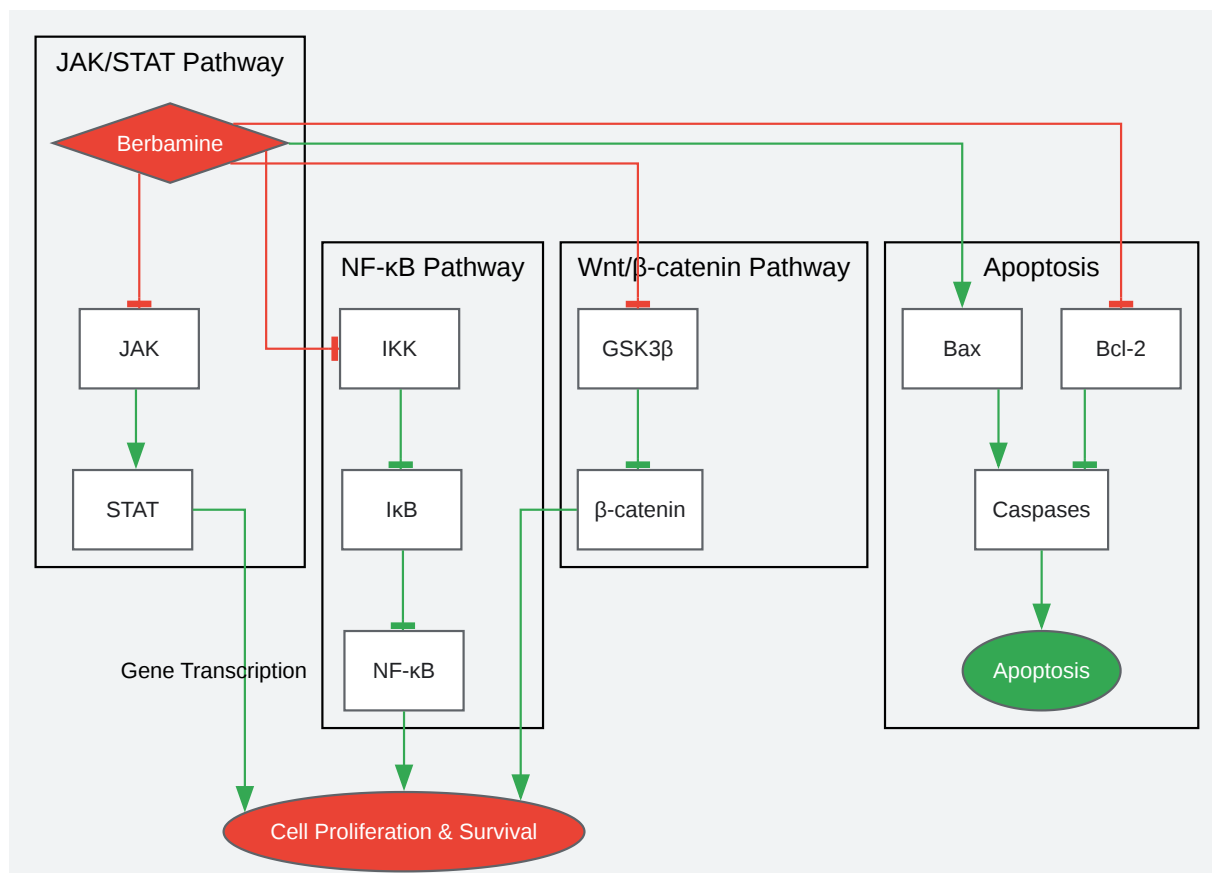 JAK/STAT Pathway
Berbamine
NF-κB Pathway
Wnt/β-catenin Pathway
Apoptosis
JAK
IKK
GSK3β
Bax
Bcl-2
STAT
IκB
β-catenin
Caspases
Gene Transcription
NF-κB
Apoptosis
Cell Proliferation & Survival